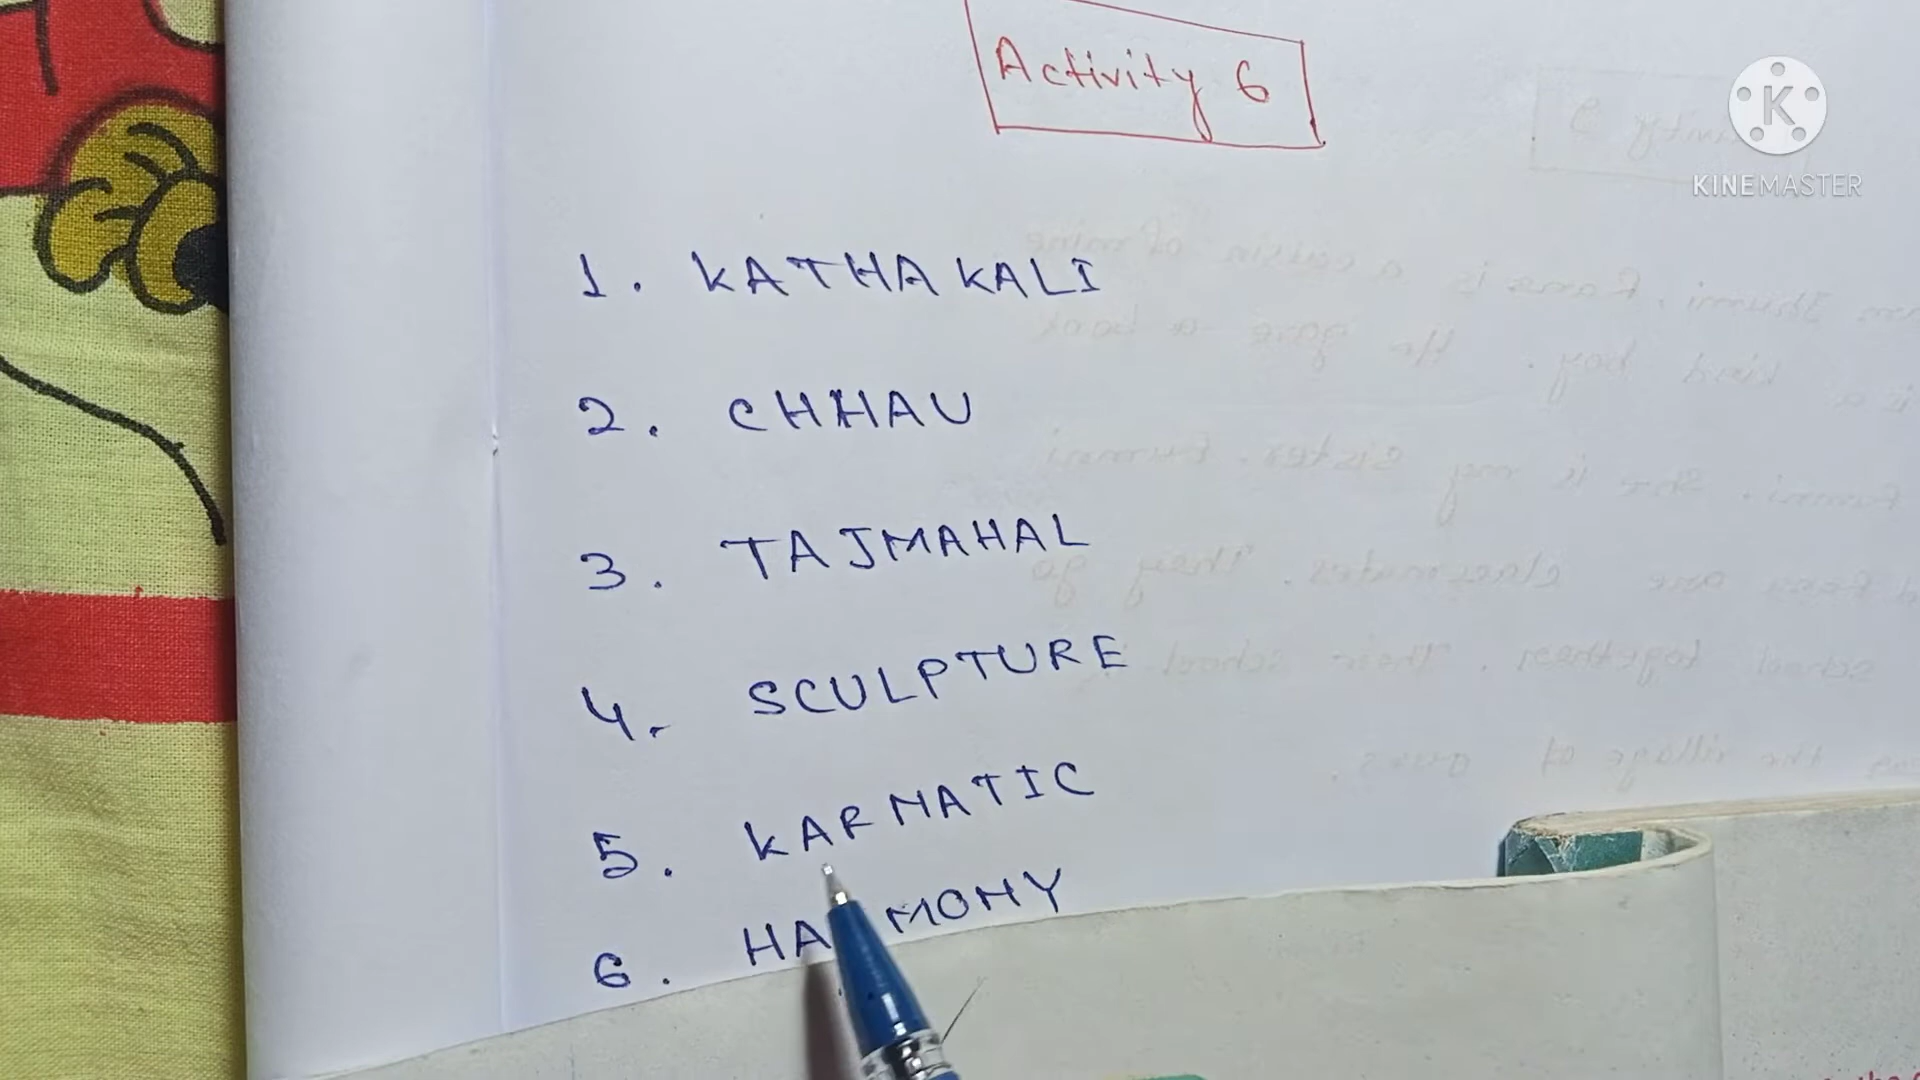 Activity 6
KINEMASTER
1. KATHAKALI
2. CHHAU
3. TAJMAHAL
4. SCULPTURE
5. KARNATIC
6. HA MONY